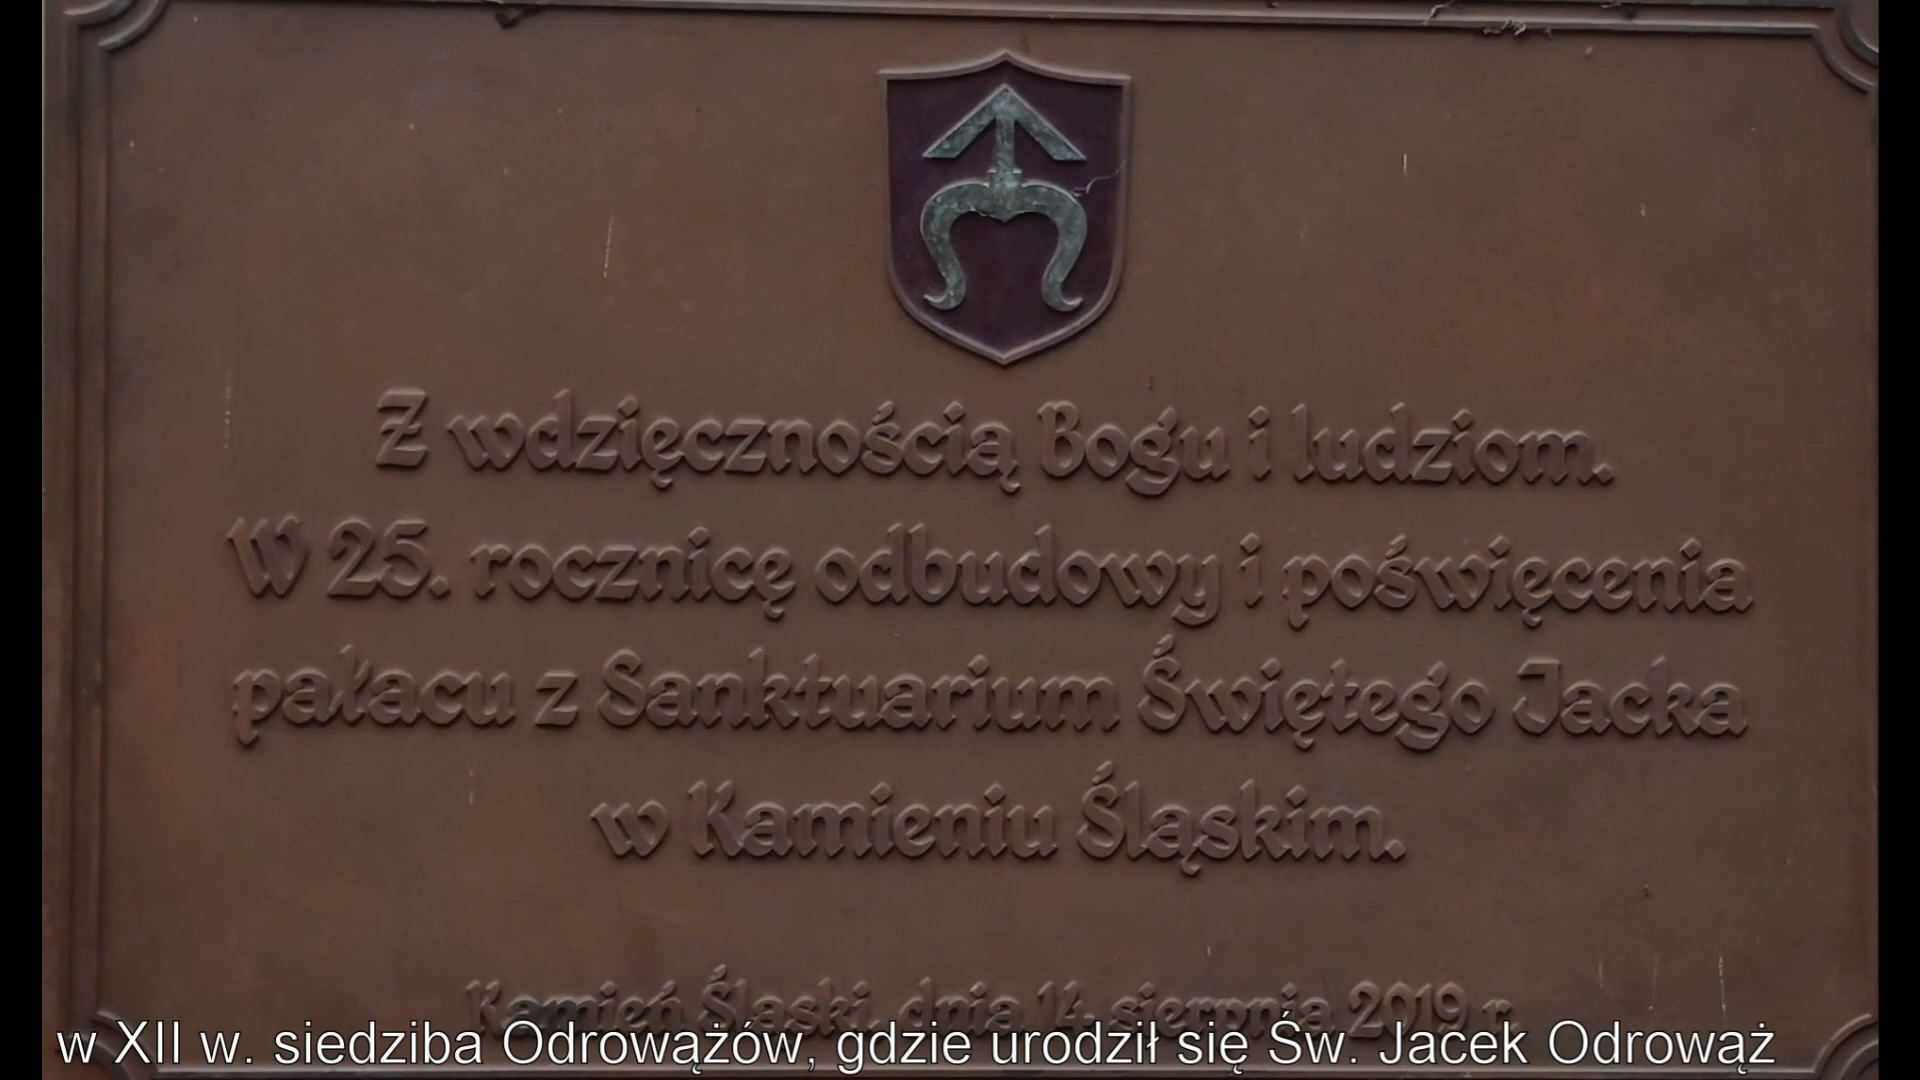 Z wdzięcznością Bogu i ludziom.
W 25. rocznicę odbudowy i poświęcenia
pałacu z Sanktuarium Świętego Jacka
w Kamieniu Śląskim.
Kamień Śląski, dnia 14 sierpnia 2019 r.
w XII w. siedziba Odrowążów, gdzie urodził się Św. Jacek Odrowąż